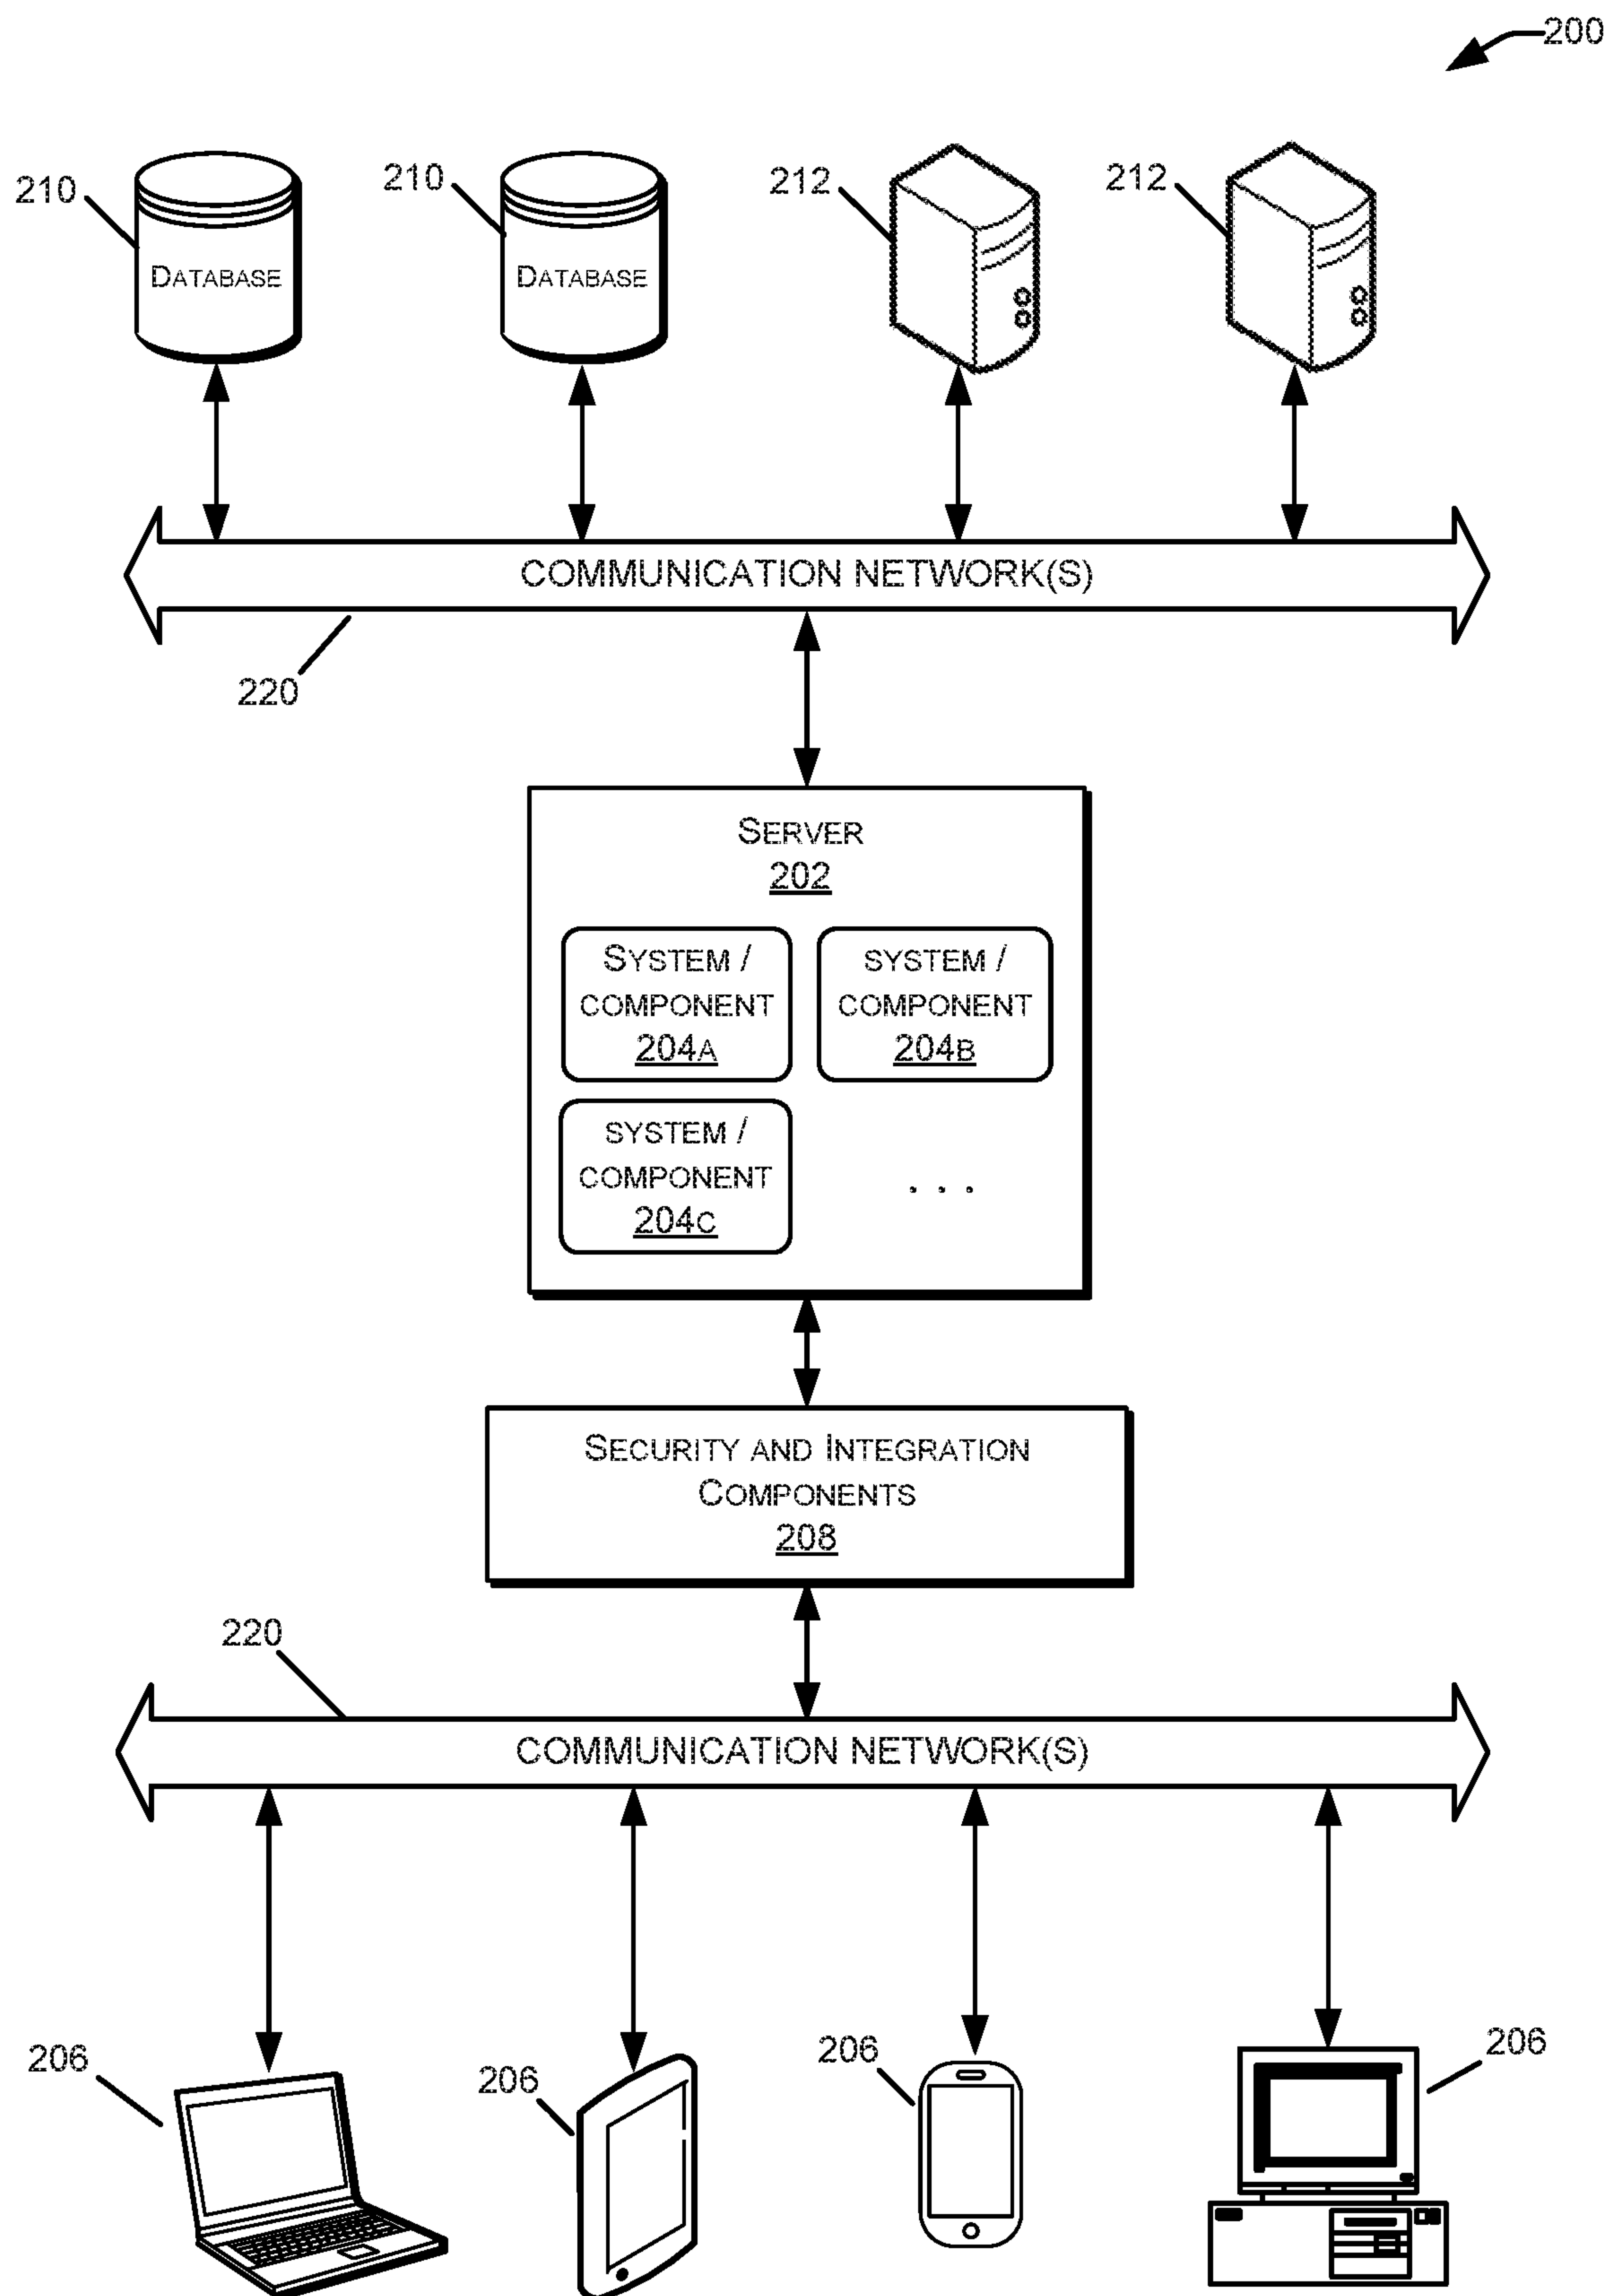 200
210
210
212
212
DATABASE
DATABASE
COMMUNICATION NETWORK(S)
220
SERVER
202
SYSTEM /
COMPONENT
204A
SYSTEM /
COMPONENT
204B
SYSTEM /
COMPONENT
204C
. . .
SECURITY AND INTEGRATION
COMPONENTS
208
220
COMMUNICATION NETWORK(S)
206
206
206
206